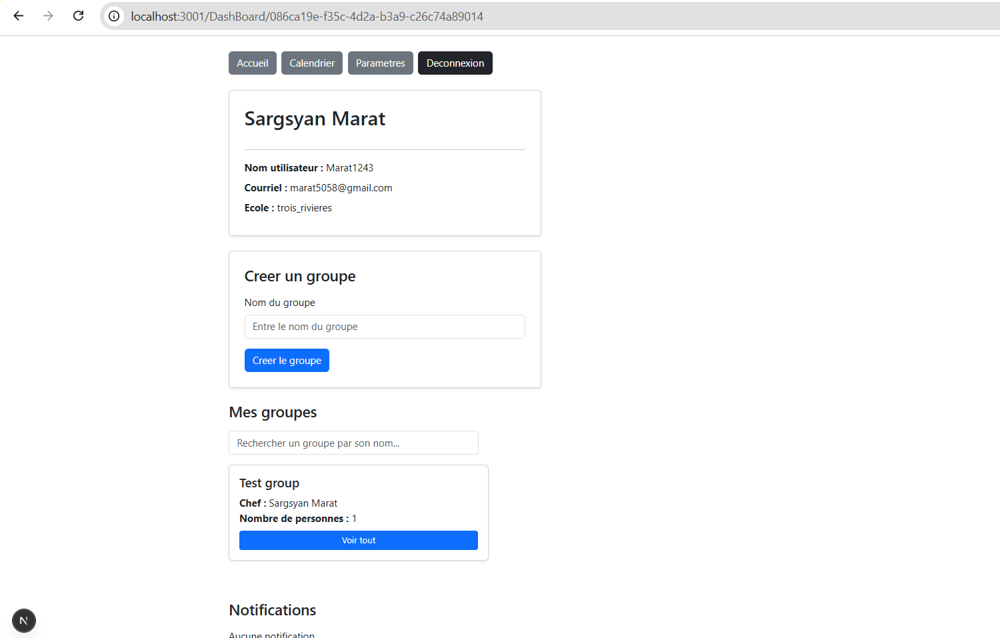 localhost:3001/DashBoard/086ca19e-f35c-4d2a-b3a9-c26c74a89014
Accueil Calendrier Parametres Deconnexion
Sargsyan Marat
Nom utilisateur : Marat1243
Courriel : marat5058@gmail.com
Ecole : trois_rivieres
Creer un groupe
Nom du groupe
Entre le nom du groupe
Creer le groupe
Mes groupes
Rechercher un groupe par son nom...
Test group
Chef : Sargsyan Marat
Nombre de personnes : 1
Voir tout
Notifications
N
Aucune notification